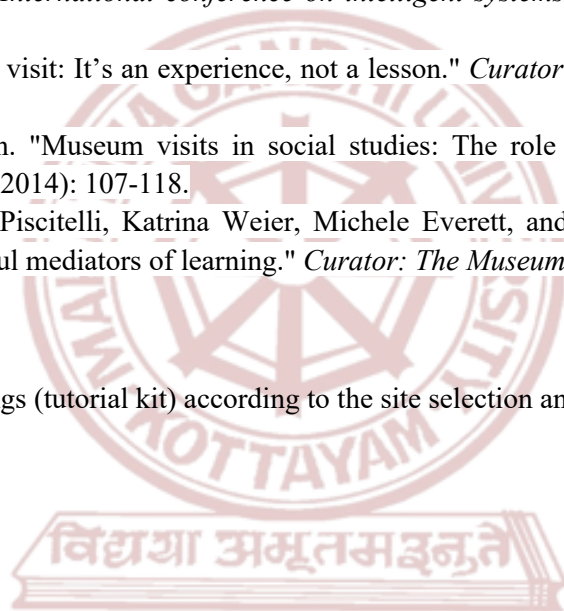 International conference on intelligent systems
visit: It's an experience, not a lesson." Curator
n. "Museum visits in social studies: The role
2014): 107-118.
Piscitelli, Katrina Weier, Michele Everett, and
ul mediators of learning." Curator: The Museum
gs (tutorial kit) according to the site selection an
GANDHI UNIVERSITY
KOTTAYAM
विद्यया अमृतमश्नुते